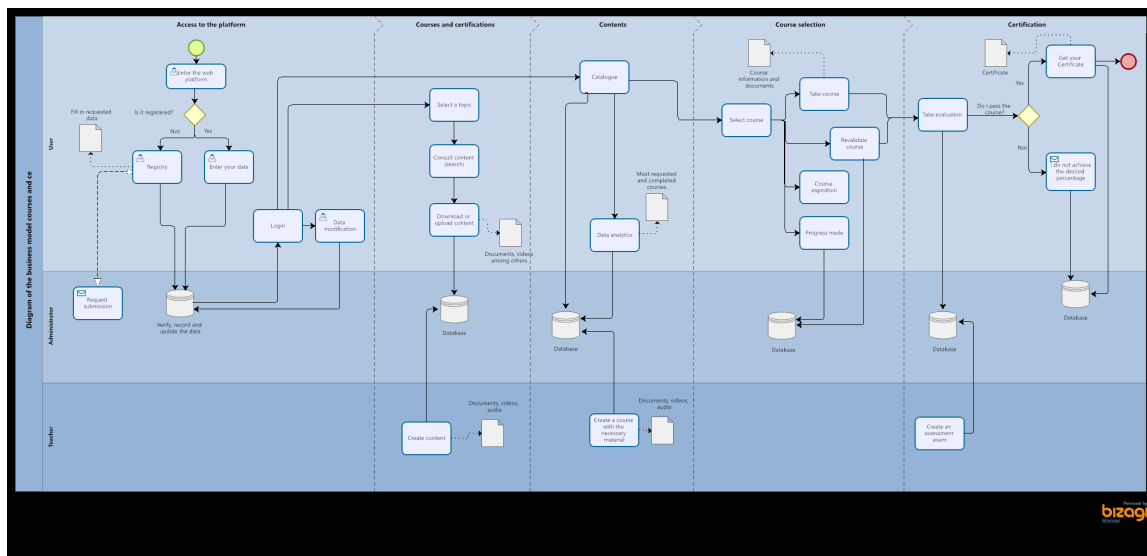 Access to the platform
Courses and certifications
Contents
Course selection
Certification
Diagram of the business model courses and ce
User
Administrator
Teacher
Enter the web
platform
Fill in requested
data
Is it registered?
Not
Yes
Registry
Enter your data
Login
Data
modification
Request
submission
Verify, record and
update the data
Select a topic
Consult content
(search)
Download or
upload content
Documents, videos
among others,
Database
Create content
Documents, videos,
audio
Catalogue
Most requested
and completed
courses
Data analytics
Database
Create a course
with the
necessary
material
Documents, videos,
audio
Course
information and
documents
Select course
Take course
Revalidate
course
Course
expiration
Progress made
Database
Take evaluation
Do I pass the
course?
Yes
Not
Certificate
Get your
Certificate
I do not achieve
the desired
percentage
Database
Database
Create an
assessment
exam
Powered by
bizagi
Modeler